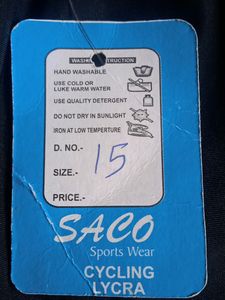 WASHING INSTRUCTION
HAND WASHABLE
USE COLD OR
LUKE WARM WATER
USE QUALITY DETERGENT
DO NOT DRY IN SUNLIGHT
IRON AT LOW TEMPERTURE
D. NO.-
SIZE.- 15
PRICE.-
SACO
Sports Wear
CYCLING
LYCRA